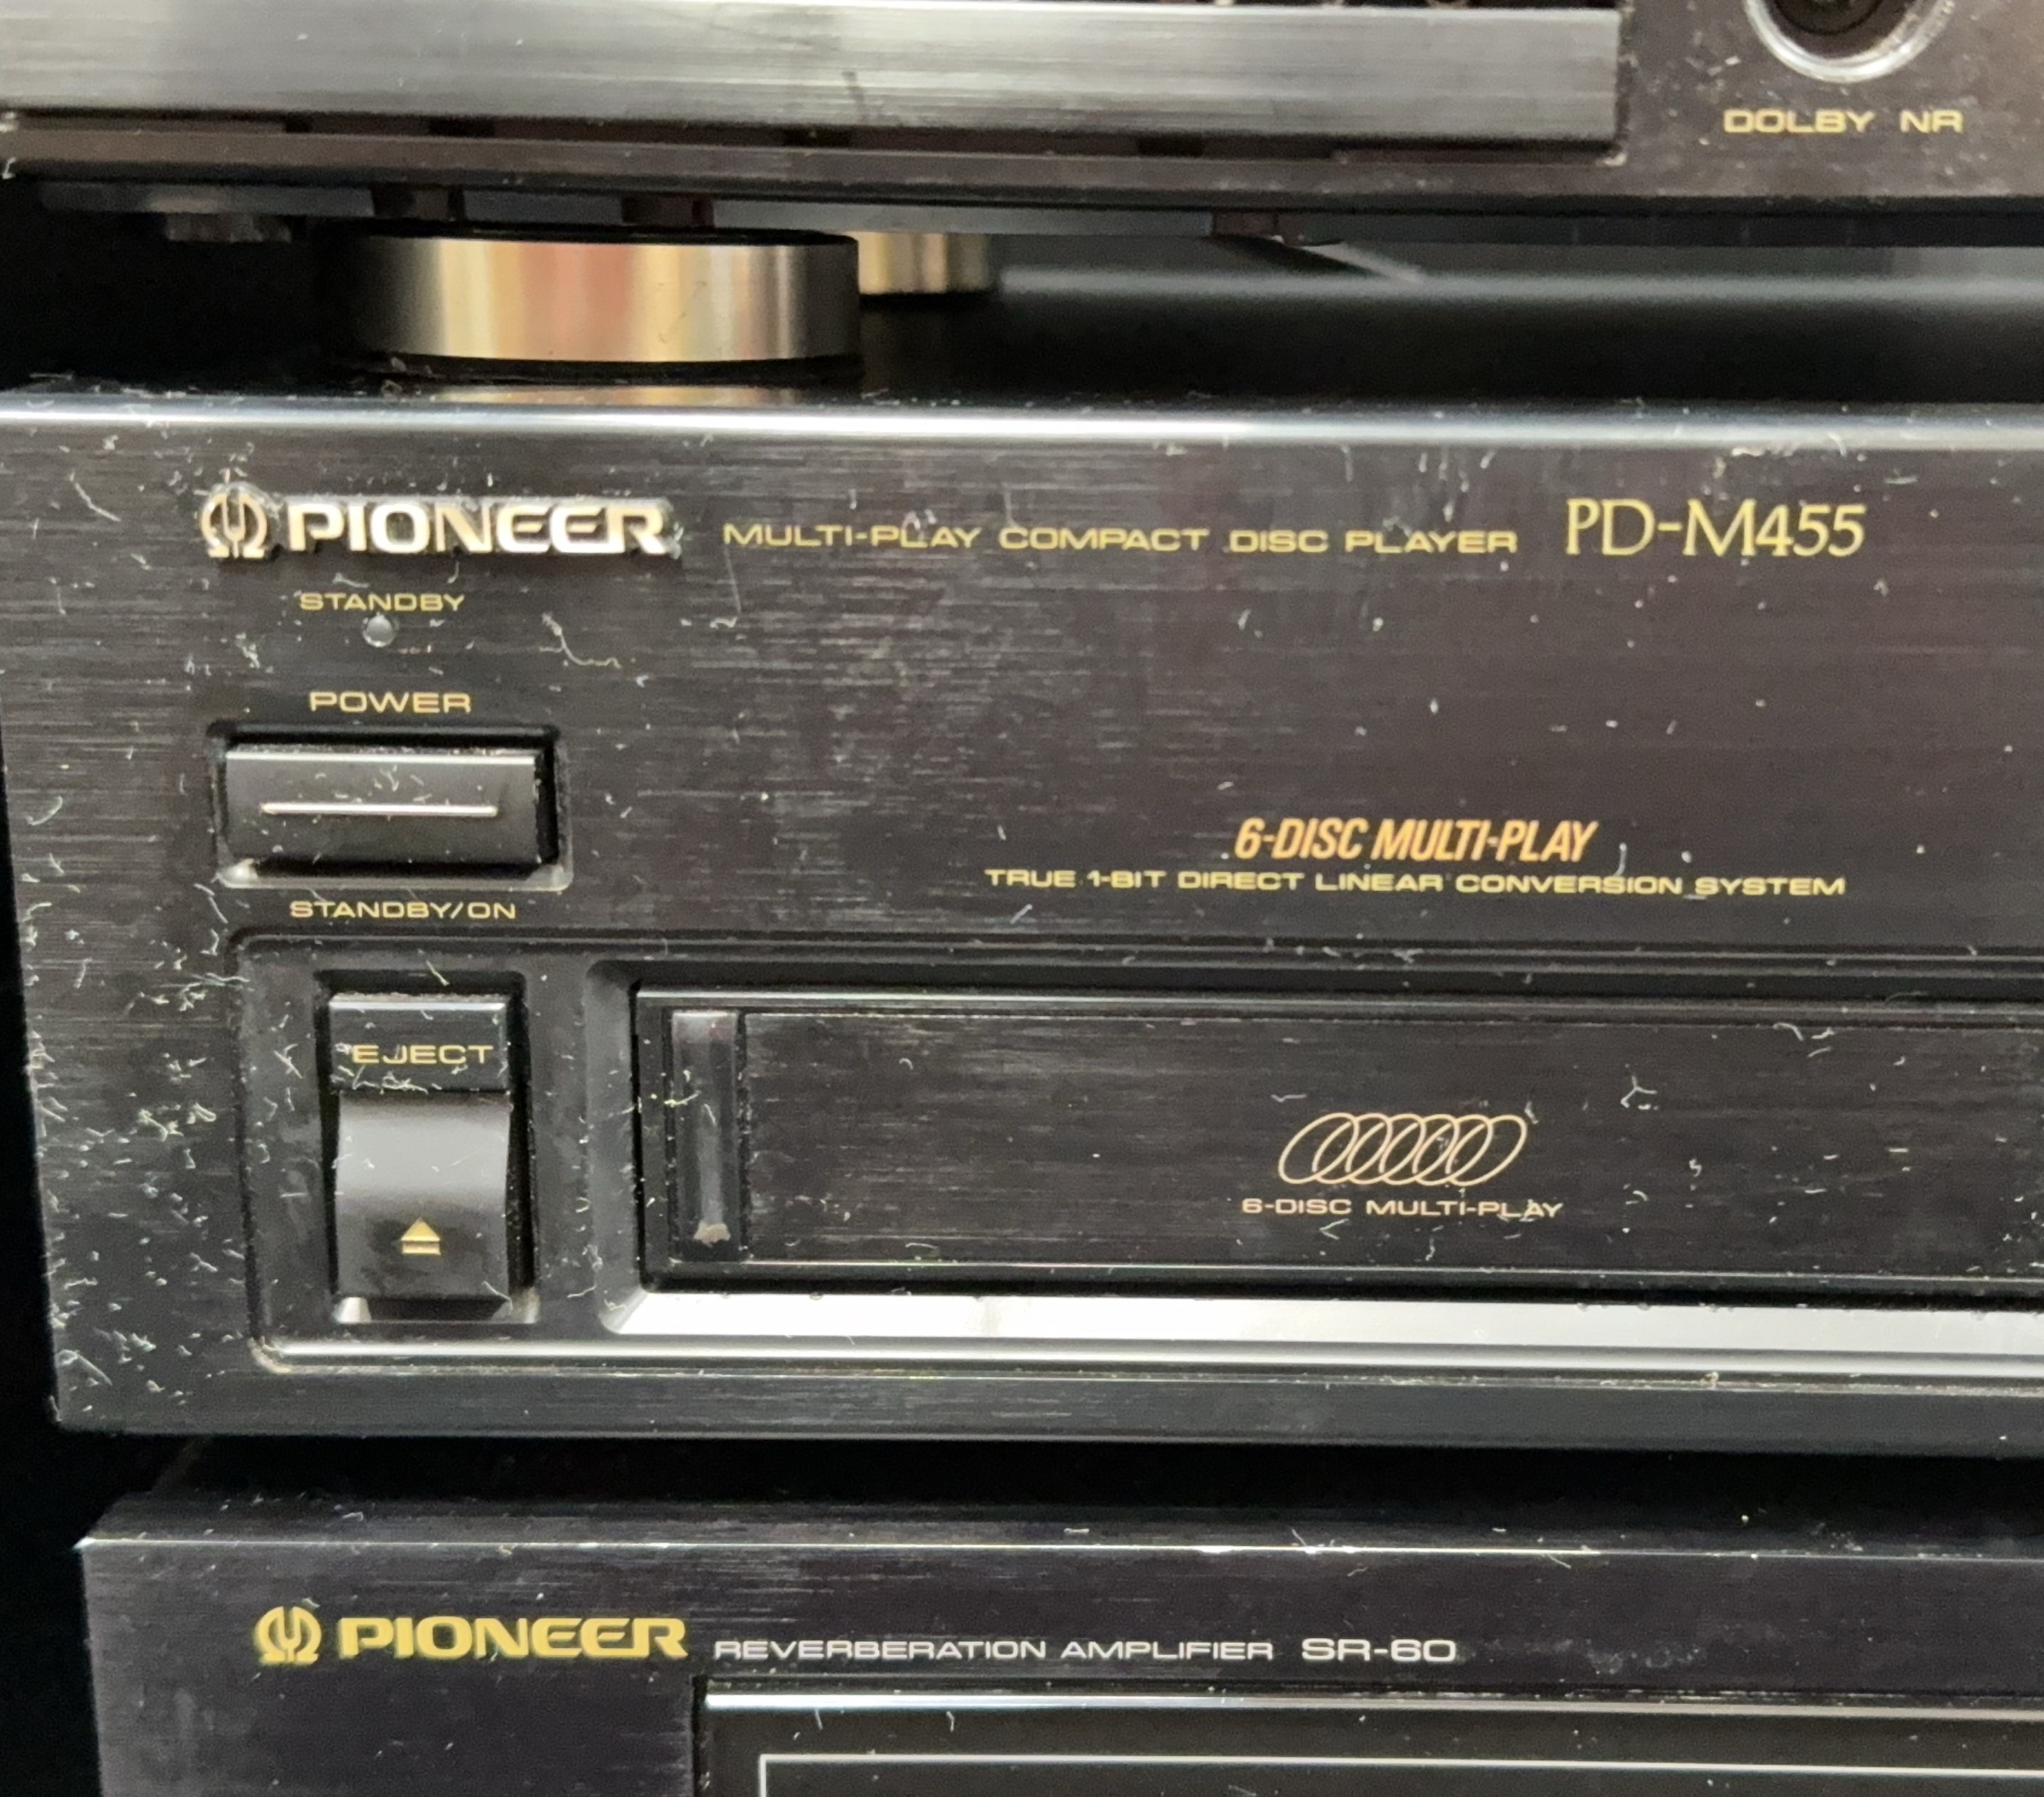 DOLBY NR
PIONEER MULTI-PLAY COMPACT DISC PLAYER PD-M455
STANDBY
POWER
6-DISC MULTI-PLAY
TRUE 1-BIT DIRECT LINEAR CONVERSION SYSTEM
STANDBY/ON
EJECT
6-DISC MULTI-PLAY
PIONEER REVERBERATION AMPLIFIER SR-60